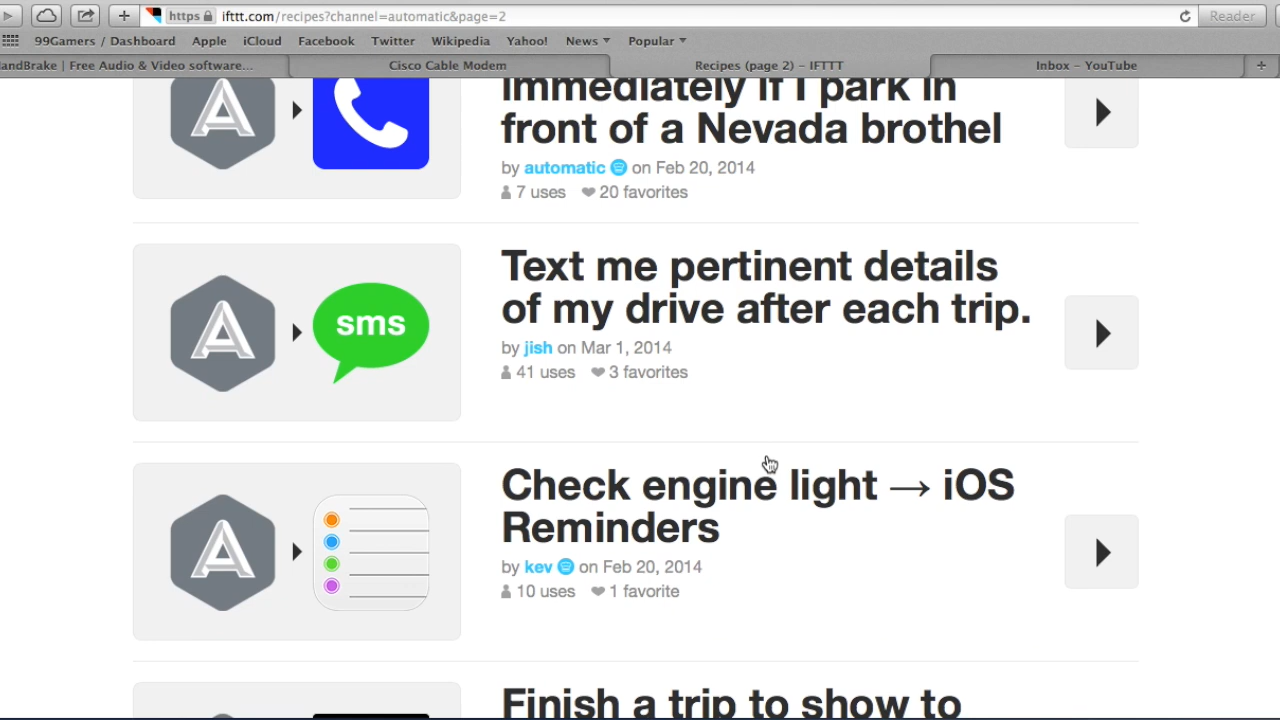 https ifttt.com/recipes?channel=automatic&page=2 Reader
99Gamers / Dashboard Apple iCloud Facebook Twitter Wikipedia Yahoo! News Popular
andBrake | Free Audio & Video software... Cisco Cable Modem Recipes (page 2) – IFTTT Inbox – YouTube +
Immediately if I park in
front of a Nevada brothel
by automatic on Feb 20, 2014
7 uses 20 favorites
Text me pertinent details
of my drive after each trip.
sms
by jish on Mar 1, 2014
41 uses 3 favorites
Check engine light → iOS
Reminders
by kev on Feb 20, 2014
10 uses 1 favorite
Finish a trip to show to